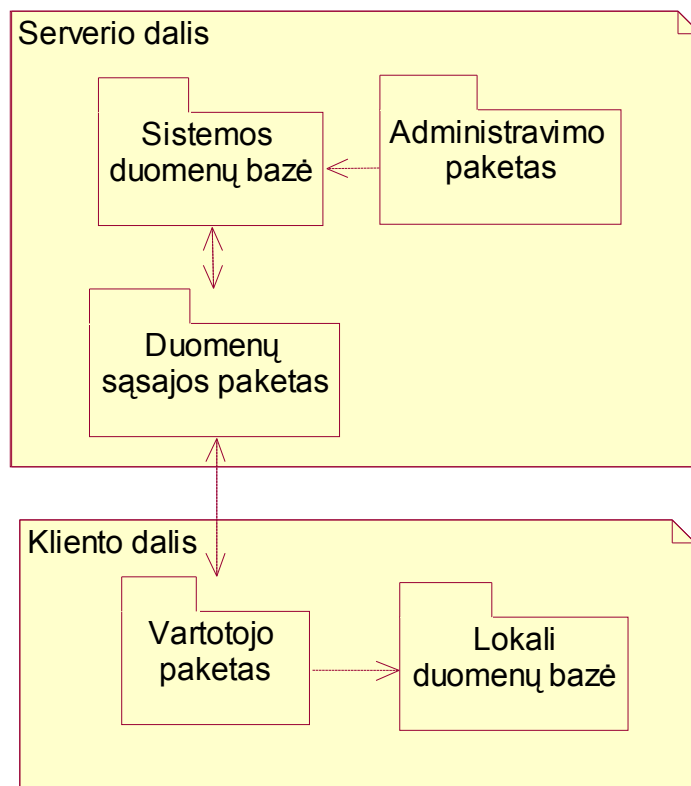 Serverio dalis
Sistemos
duomenų bazė
Administravimo
paketas
Duomenų
sąsajos paketas
Kliento dalis
Vartotojo
paketas
Lokali
duomenų bazė